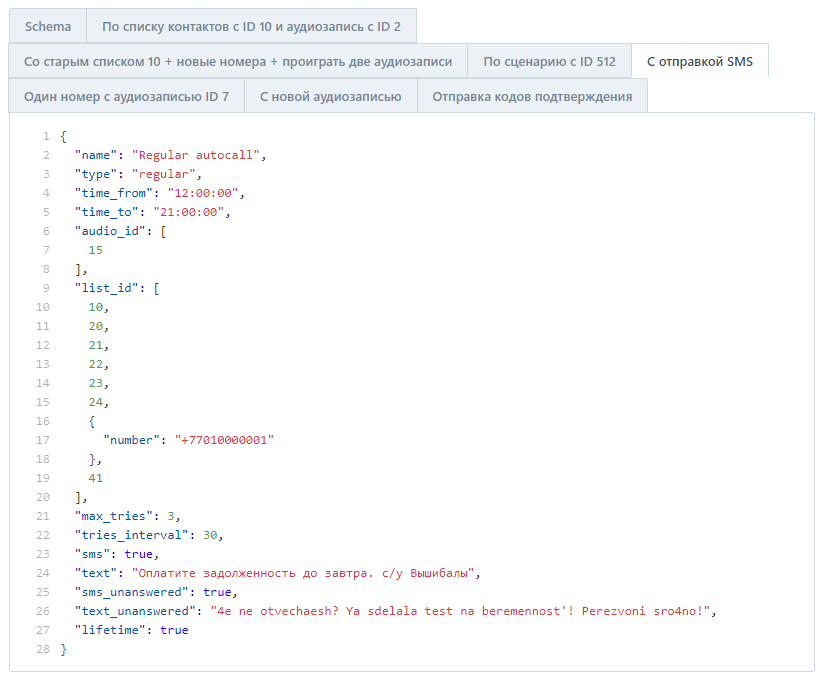 Schema По списку контактов с ID 10 и аудиозапись с ID 2
Со старым списком 10 + новые номера + проиграть две аудиозаписи По сценарию с ID 512 С отправкой SMS
Один номер с аудиозаписью ID 7 С новой аудиозаписью Отправка кодов подтверждения
1 {
2 "name": "Regular autocall",
3 "type": "regular",
4 "time_from": "12:00:00",
5 "time_to": "21:00:00",
6 "audio_id": [
7 15
8 ],
9 "list_id": [
10 10,
11 20,
12 21,
13 22,
14 23,
15 24,
16 {
17 "number": "+77010000001"
18 },
19 41
20 ],
21 "max_tries": 3,
22 "tries_interval": 30,
23 "sms": true,
24 "text": "Оплатите задолженность до завтра. с/у Вышибалы",
25 "sms_unanswered": true,
26 "text_unanswered": "4e ne otvechaesh? Ya sdelala test na beremennost'! Perezvoni sro4no!",
27 "lifetime": true
28 }